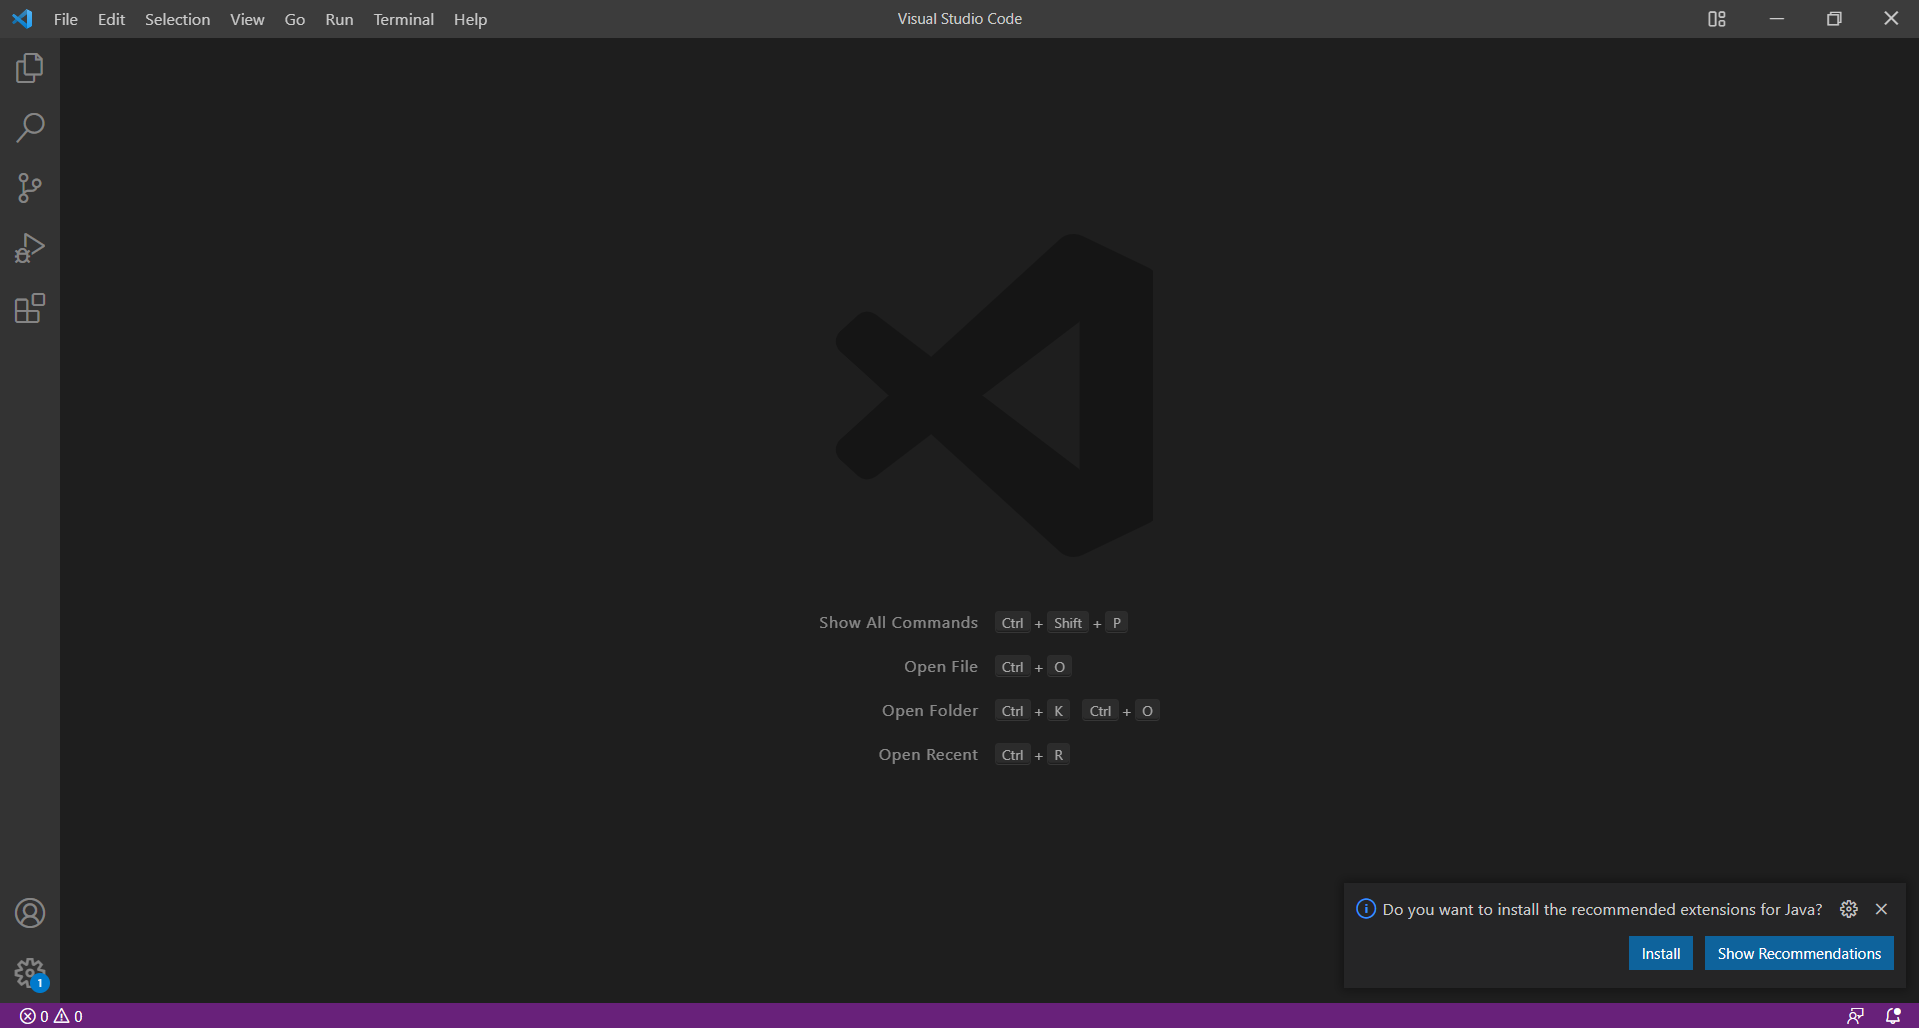 File Edit Selection View Go Run Terminal Help Visual Studio Code
Show All Commands Ctrl + Shift + P
Open File Ctrl + O
Open Folder Ctrl + K Ctrl + O
Open Recent Ctrl + R
Do you want to install the recommended extensions for Java?
Install Show Recommendations
1
0 0